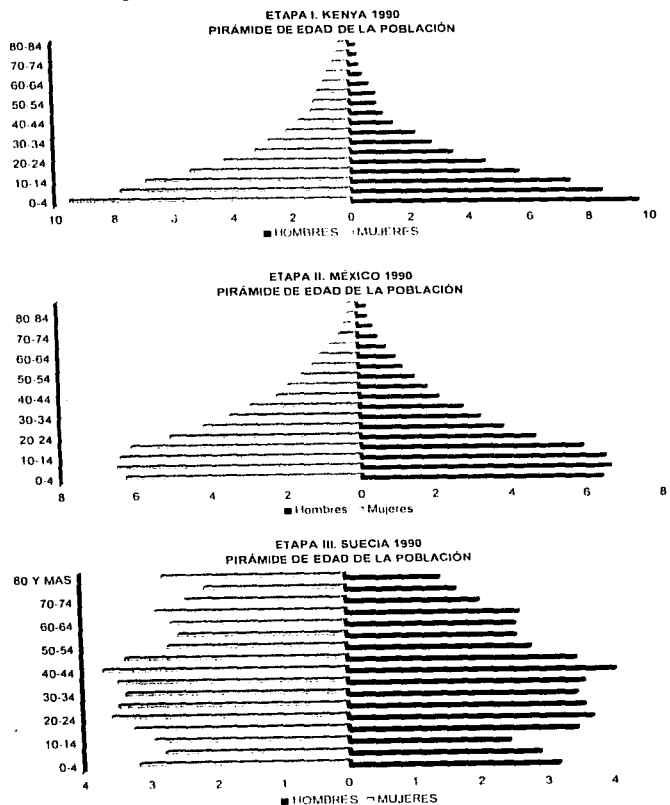 ETAPA I. KENYA 1990
PIRÁMIDE DE EDAD DE LA POBLACIÓN
80-84
70-74
60-64
50-54
40-44
30-34
20-24
10-14
0-4
10 8 4 2 0 2 4 6 8 10
HOMBRES MUJERES
ETAPA II. MÉXICO 1990
PIRÁMIDE DE EDAD DE LA POBLACIÓN
80 84
70-74
60-64
50-54
40-44
30-34
20 24
10-14
0-4
8 6 4 2 0 2 4 6 8
Hombres Mujeres
ETAPA III. SUECIA 1990
PIRÁMIDE DE EDAD DE LA POBLACIÓN
80 Y MAS
70-74
60-64
50-54
40-44
30-34
20-24
10-14
0-4
4 3 2 1 0 1 2 3 4
HOMBRES MUJERES